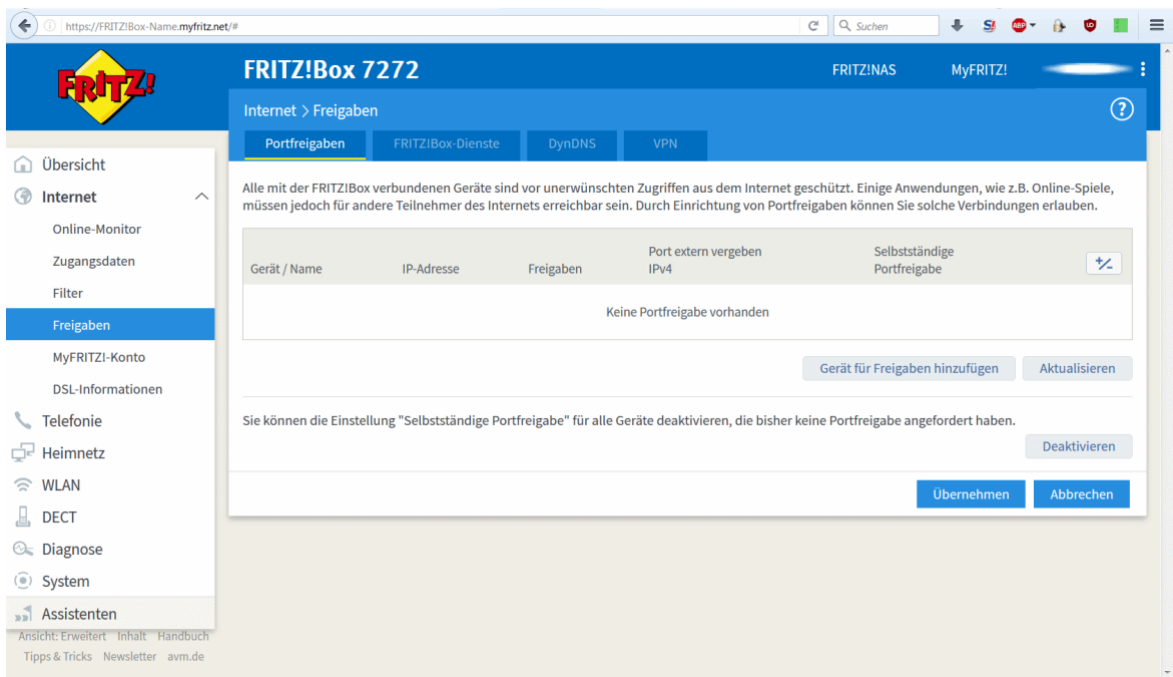 https://FRITZ!Box-Name.myfritz.net/#
Suchen
S!
ABP
FRITZ!
FRITZ!Box 7272
FRITZ!NAS
MyFRITZ!
Internet > Freigaben
?
Portfreigaben
FRITZ!Box-Dienste
DynDNS
VPN
Übersicht
Internet
Online-Monitor
Zugangsdaten
Filter
Freigaben
MyFRITZ!-Konto
DSL-Informationen
Telefonie
Heimnetz
WLAN
DECT
Diagnose
System
Assistenten
Ansicht: Erweitert Inhalt Handbuch
Tipps & Tricks Newsletter avm.de
Alle mit der FRITZ!Box verbundenen Geräte sind vor unerwünschten Zugriffen aus dem Internet geschützt. Einige Anwendungen, wie z.B. Online-Spiele,
müssen jedoch für andere Teilnehmer des Internets erreichbar sein. Durch Einrichtung von Portfreigaben können Sie solche Verbindungen erlauben.
Gerät / Name
IP-Adresse
Freigaben
Port extern vergeben
IPv4
Selbstständige
Portfreigabe
+/-
Keine Portfreigabe vorhanden
Gerät für Freigaben hinzufügen
Aktualisieren
Sie können die Einstellung "Selbstständige Portfreigabe" für alle Geräte deaktivieren, die bisher keine Portfreigabe angefordert haben.
Deaktivieren
Übernehmen
Abbrechen